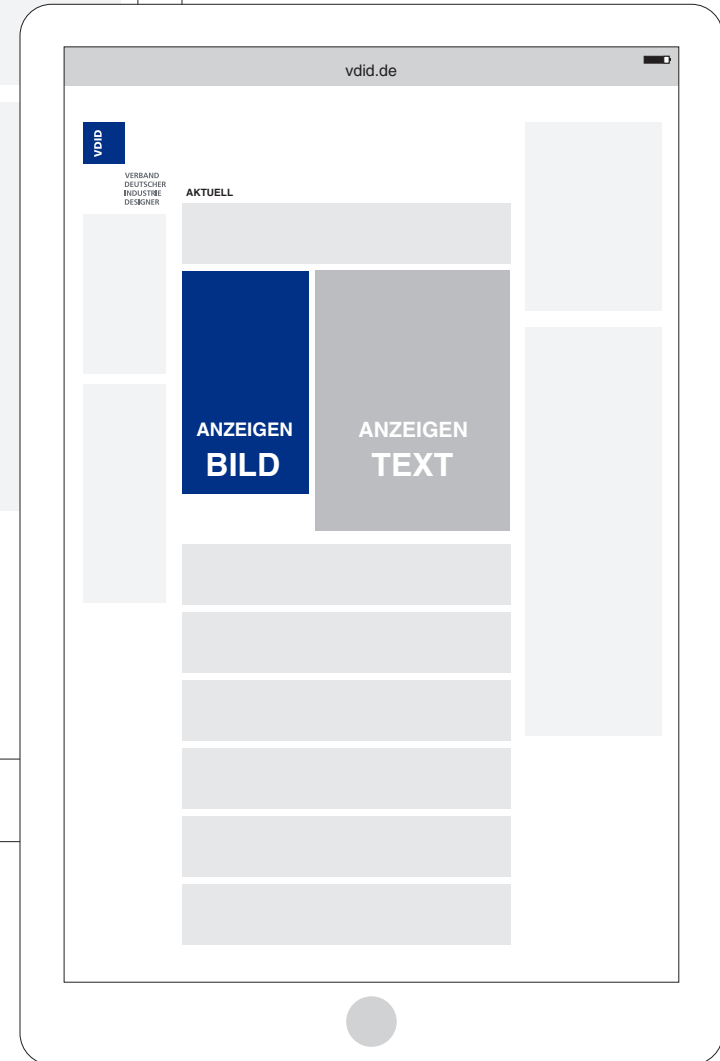 vdid.de
VDID
VERBAND
DEUTSCHER
INDUSTRIE
DESIGNER
AKTUELL
ANZEIGEN
BILD
ANZEIGEN
TEXT